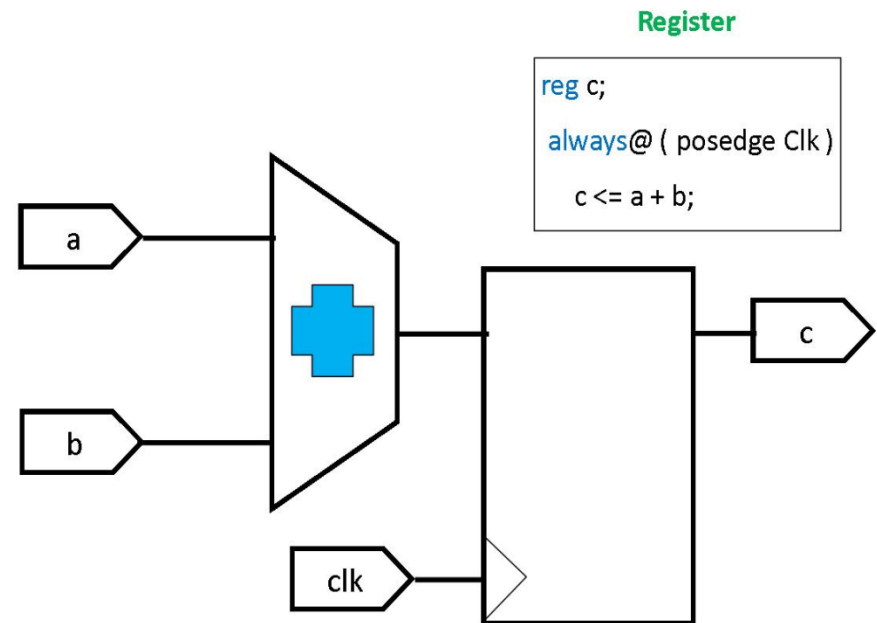 Register
reg c;
always@ ( posedge Clk )
c <= a + b;
a
b
c
clk